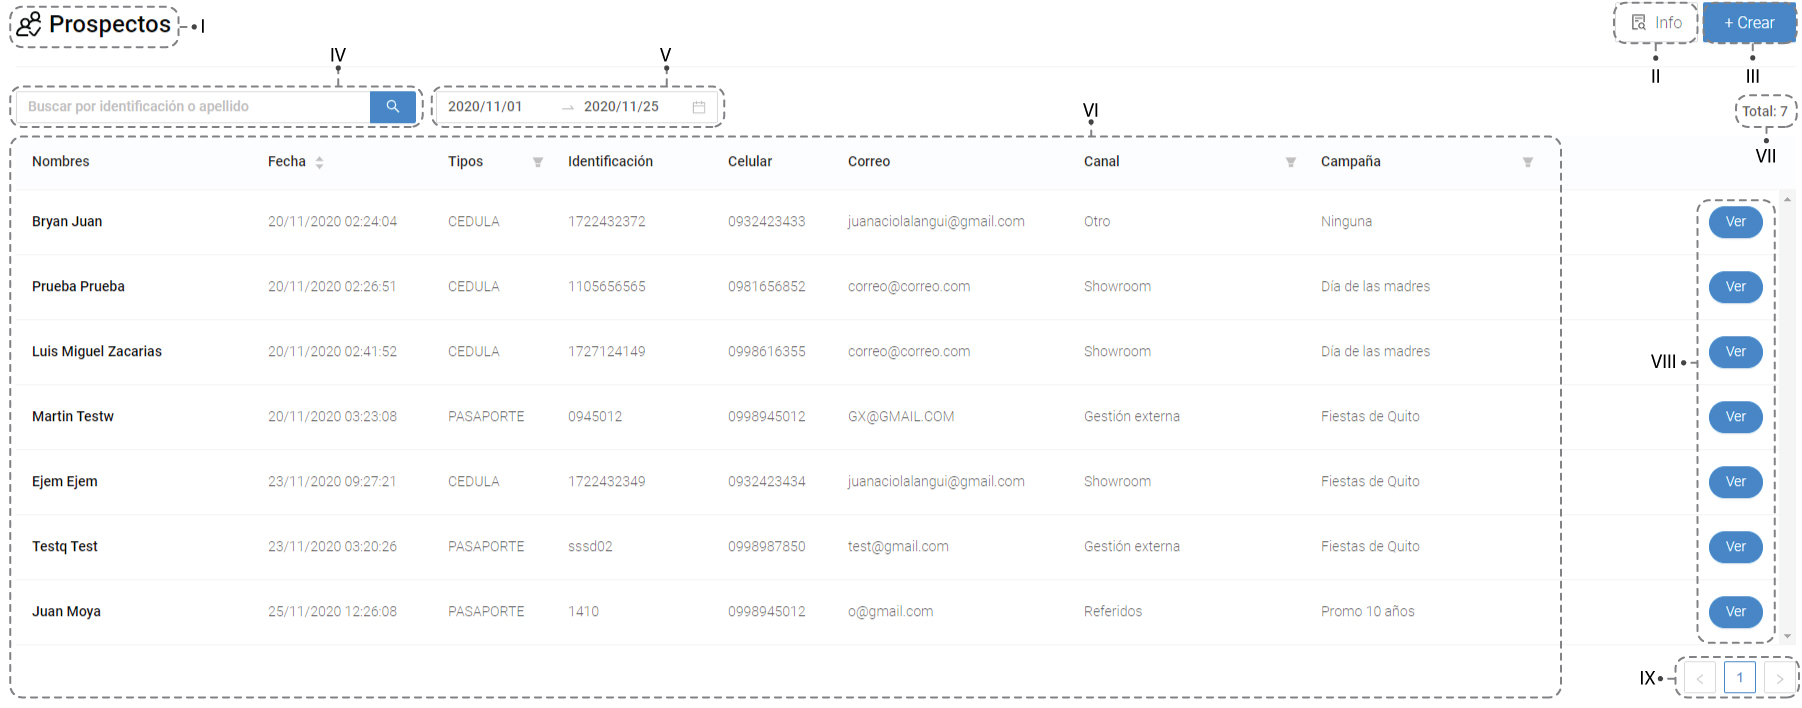 Prospectos I
Info + Crear
II III
IV V
Buscar por identificación o apellido 2020/11/01 → 2020/11/25
VI
Total: 7
VII
Nombres Fecha Tipos Identificación Celular Correo Canal Campaña
Bryan Juan 20/11/2020 02:24:04 CEDULA 1722432372 0932423433 juanaciolalangui@gmail.com Otro Ninguna Ver
Prueba Prueba 20/11/2020 02:26:51 CEDULA 1105656565 0981656852 correo@correo.com Showroom Día de las madres Ver
Luis Miguel Zacarias 20/11/2020 02:41:52 CEDULA 1727124149 0998616355 correo@correo.com Showroom Día de las madres Ver
VIII
Martin Testw 20/11/2020 03:23:08 PASAPORTE 0945012 0998945012 GX@GMAIL.COM Gestión externa Fiestas de Quito Ver
Ejem Ejem 23/11/2020 09:27:21 CEDULA 1722432349 0932423434 juanaciolalangui@gmail.com Showroom Fiestas de Quito Ver
Testq Test 23/11/2020 03:20:26 PASAPORTE sssd02 0998987850 test@gmail.com Gestión externa Fiestas de Quito Ver
Juan Moya 25/11/2020 12:26:08 PASAPORTE 1410 0998945012 o@gmail.com Referidos Promo 10 años Ver
IX < 1 >